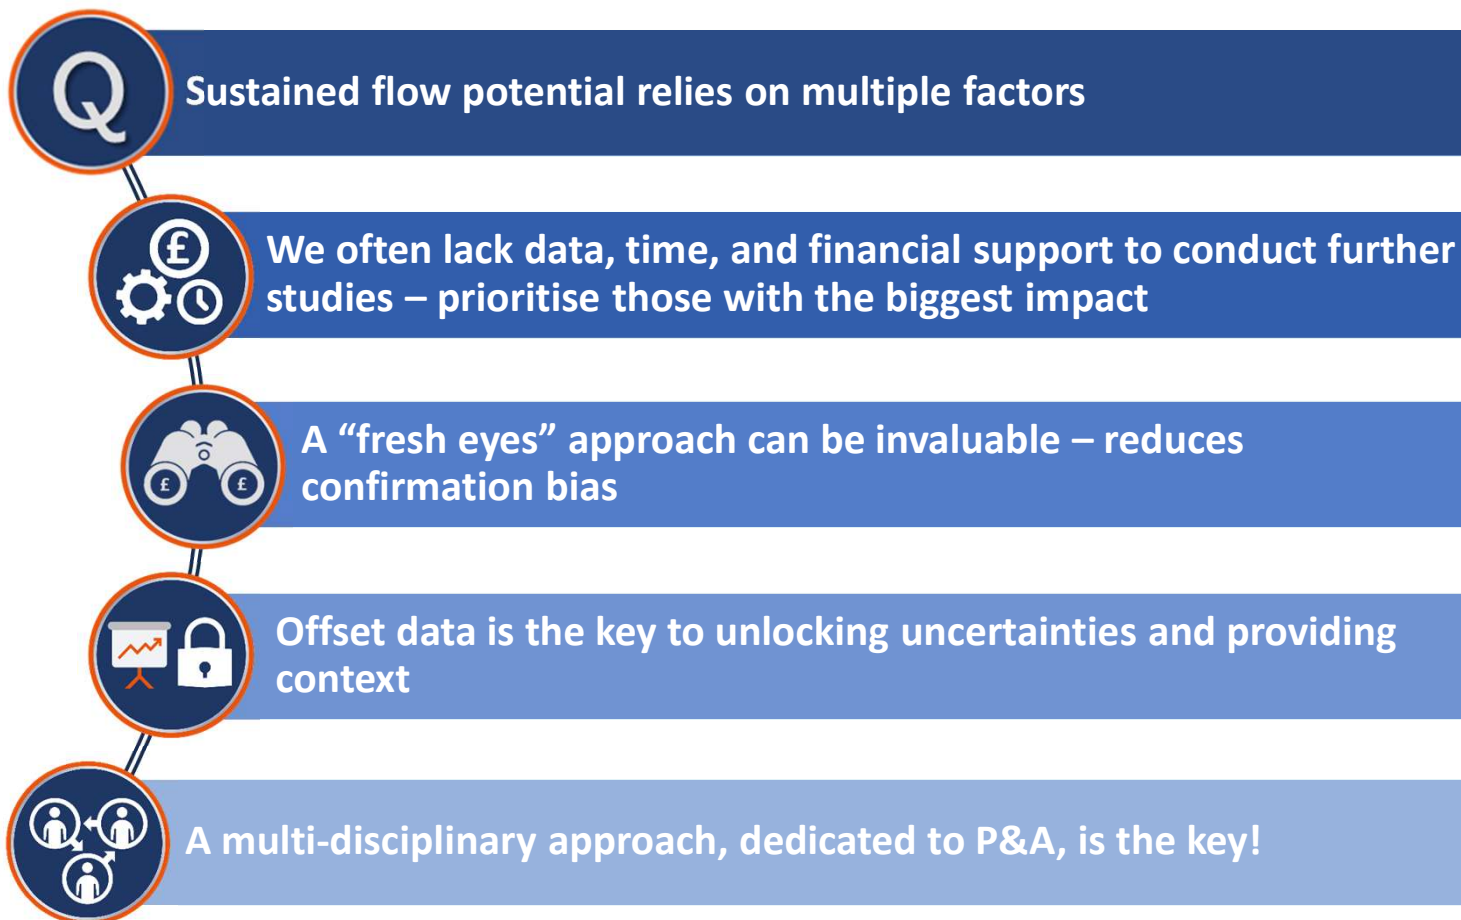 Q
Sustained flow potential relies on multiple factors
£
We often lack data, time, and financial support to conduct further
studies – prioritise those with the biggest impact
A “fresh eyes” approach can be invaluable – reduces
confirmation bias
£ £
Offset data is the key to unlocking uncertainties and providing
context
A multi-disciplinary approach, dedicated to P&A, is the key!